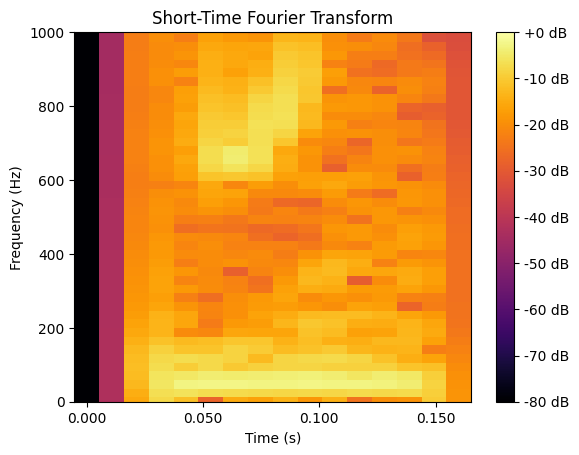 Short-Time Fourier Transform
1000
800
600
400
200
0
Frequency (Hz)
0.000
0.050
0.100
0.150
Time (s)
+0 dB
-10 dB
-20 dB
-30 dB
-40 dB
-50 dB
-60 dB
-70 dB
-80 dB